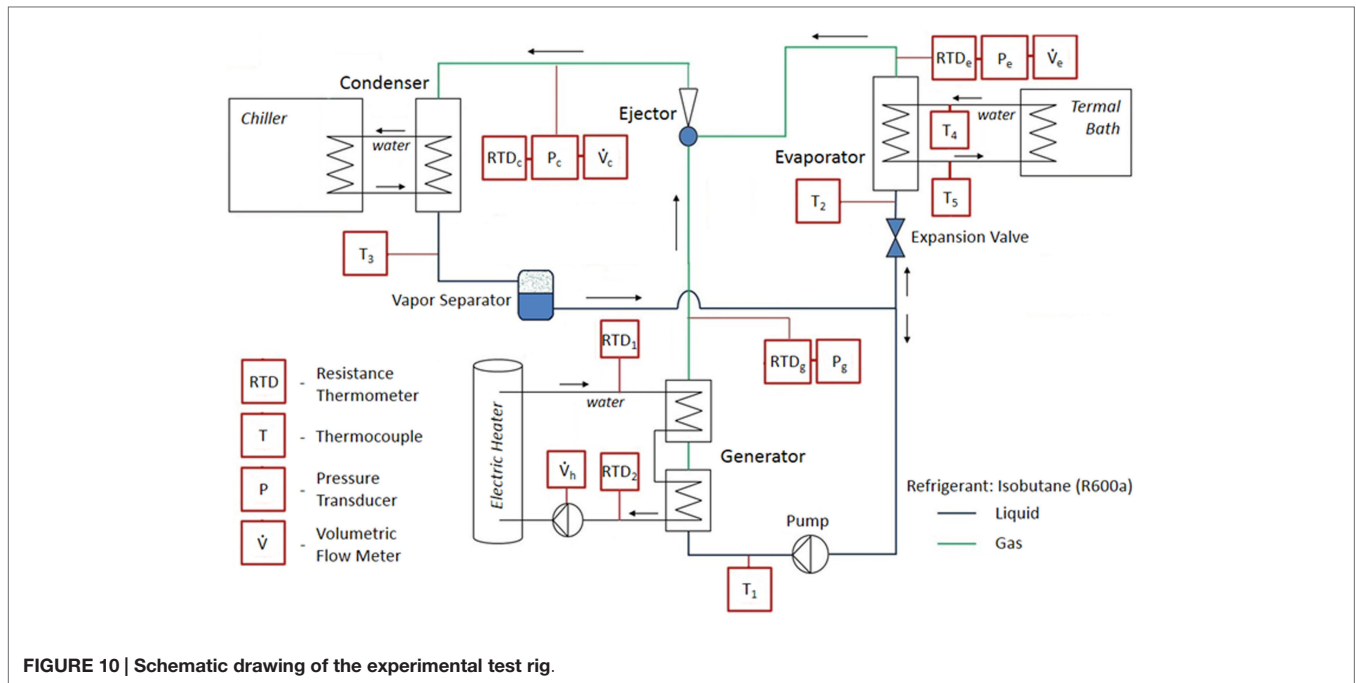 Condenser
Chiller
water
RTDc
Pc
V̇c
Ejector
RTDe
Pe
V̇e
Termal
Bath
water
T4
Evaporator
T2
T5
Expansion Valve
T3
Vapor Separator
RTD1
RTDg
Pg
water
Electric Heater
V̇h
RTD2
Generator
Pump
T1
RTD - Resistance
Thermometer
T - Thermocouple
P - Pressure
Transducer
V̇ - Volumetric
Flow Meter
Refrigerant: Isobutane (R600a)
Liquid
Gas
FIGURE 10 | Schematic drawing of the experimental test rig.